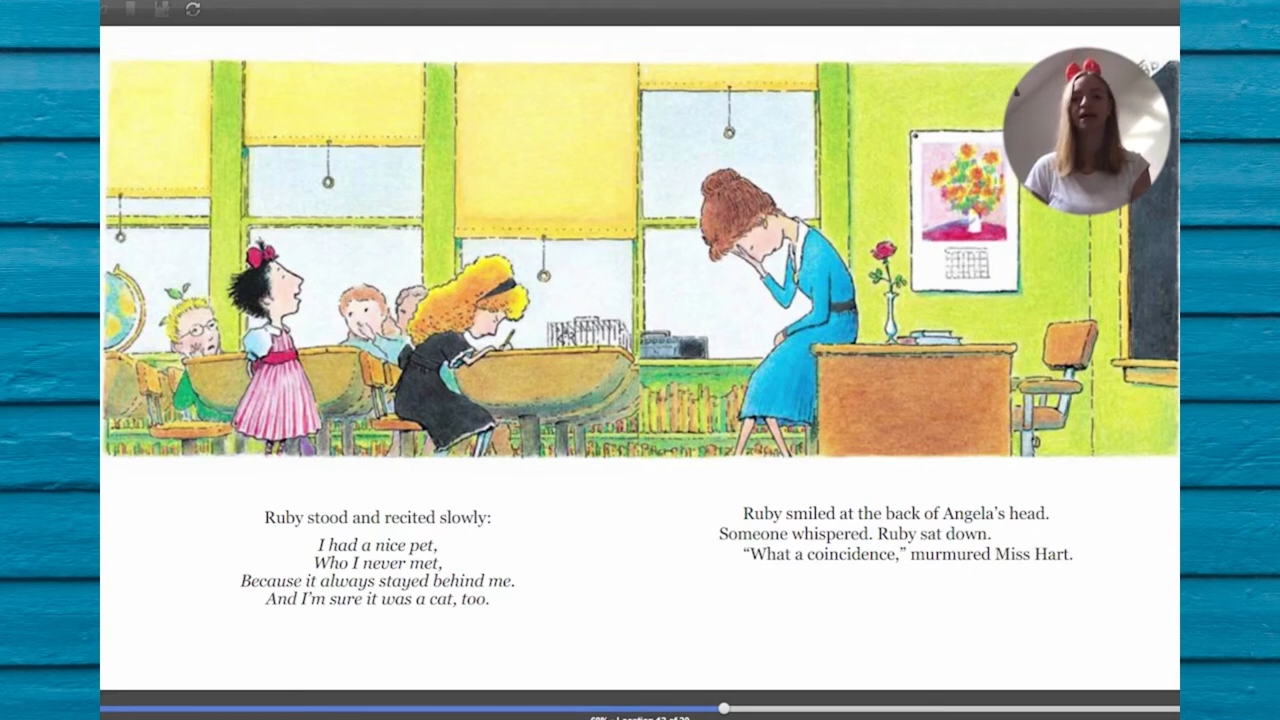 Ruby stood and recited slowly:
I had a nice pet,
Who I never met,
Because it always stayed behind me.
And I'm sure it was a cat, too.
Ruby smiled at the back of Angela's head.
Someone whispered. Ruby sat down.
“What a coincidence,” murmured Miss Hart.